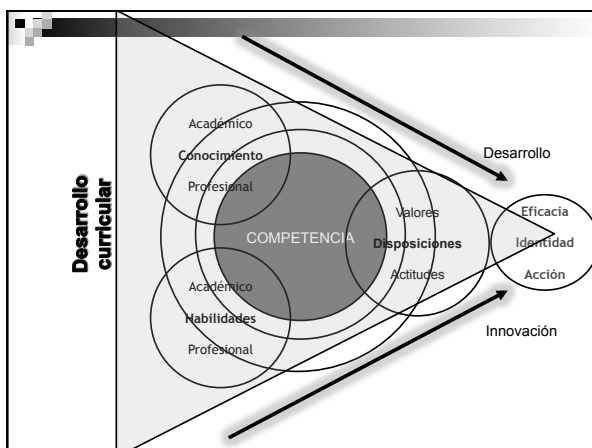 Desarrollo
curricular
Académico
Conocimiento
Profesional
COMPETENCIA
Académico
Habilidades
Profesional
Valores
Disposiciones
Actitudes
Desarrollo
Eficacia
Identidad
Acción
Innovación